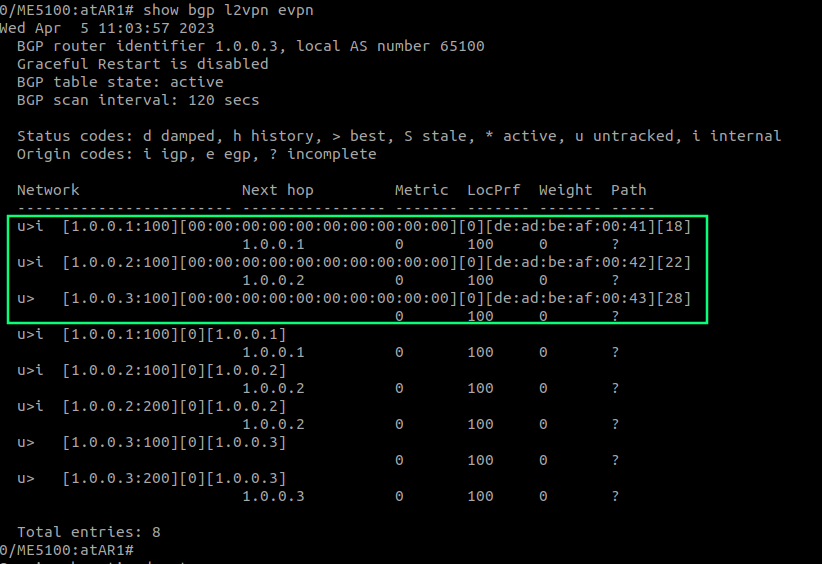 0/ME5100:atAR1# show bgp l2vpn evpn
Wed Apr  5 11:03:57 2023
  BGP router identifier 1.0.0.3, local AS number 65100
  Graceful Restart is disabled
  BGP table state: active
  BGP scan interval: 120 secs

  Status codes: d damped, h history, > best, S stale, * active, u untracked, i internal
  Origin codes: i igp, e egp, ? incomplete

  Network                  Next hop         Metric  LocPrf  Weight  Path
  ------------------------ ---------------- ------- ------- ------- -----
  u>i  [1.0.0.1:100][00:00:00:00:00:00:00:00:00:00][0][de:ad:be:af:00:41][18]
                           1.0.0.1          0       100     0       ?
  u>i  [1.0.0.2:100][00:00:00:00:00:00:00:00:00:00][0][de:ad:be:af:00:42][22]
                           1.0.0.2          0       100     0       ?
  u>   [1.0.0.3:100][00:00:00:00:00:00:00:00:00:00][0][de:ad:be:af:00:43][28]
                                            0       100     0       ?
  u>i  [1.0.0.1:100][0][1.0.0.1]
                           1.0.0.1          0       100     0       ?
  u>i  [1.0.0.2:100][0][1.0.0.2]
                           1.0.0.2          0       100     0       ?
  u>i  [1.0.0.2:200][0][1.0.0.2]
                           1.0.0.2          0       100     0       ?
  u>   [1.0.0.3:100][0][1.0.0.3]
                                            0       100     0       ?
  u>   [1.0.0.3:200][0][1.0.0.3]
                           1.0.0.3          0       100     0       ?

  Total entries: 8
0/ME5100:atAR1#